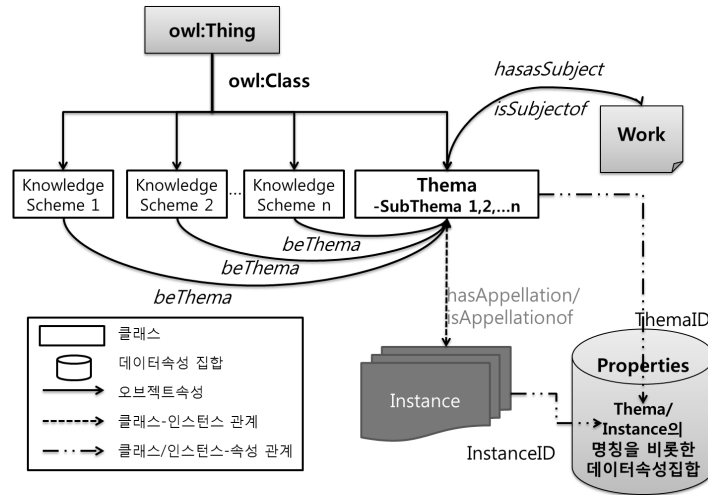 owl:Thing
owl:Class
hasasSubject
isSubjectof
Work
Knowledge
Scheme 1
Knowledge
Scheme 2
...
Knowledge
Scheme n
Thema
-SubThema 1,2,...n
beThema
beThema
beThema
hasAppellation/
isAppellationof
ThemaID
Properties
Thema/
Instance의
명칭을 비롯한
데이터속성집합
Instance
InstanceID
클래스
데이터속성 집합
오브젝트속성
클래스-인스턴스 관계
클래스/인스턴스-속성 관계